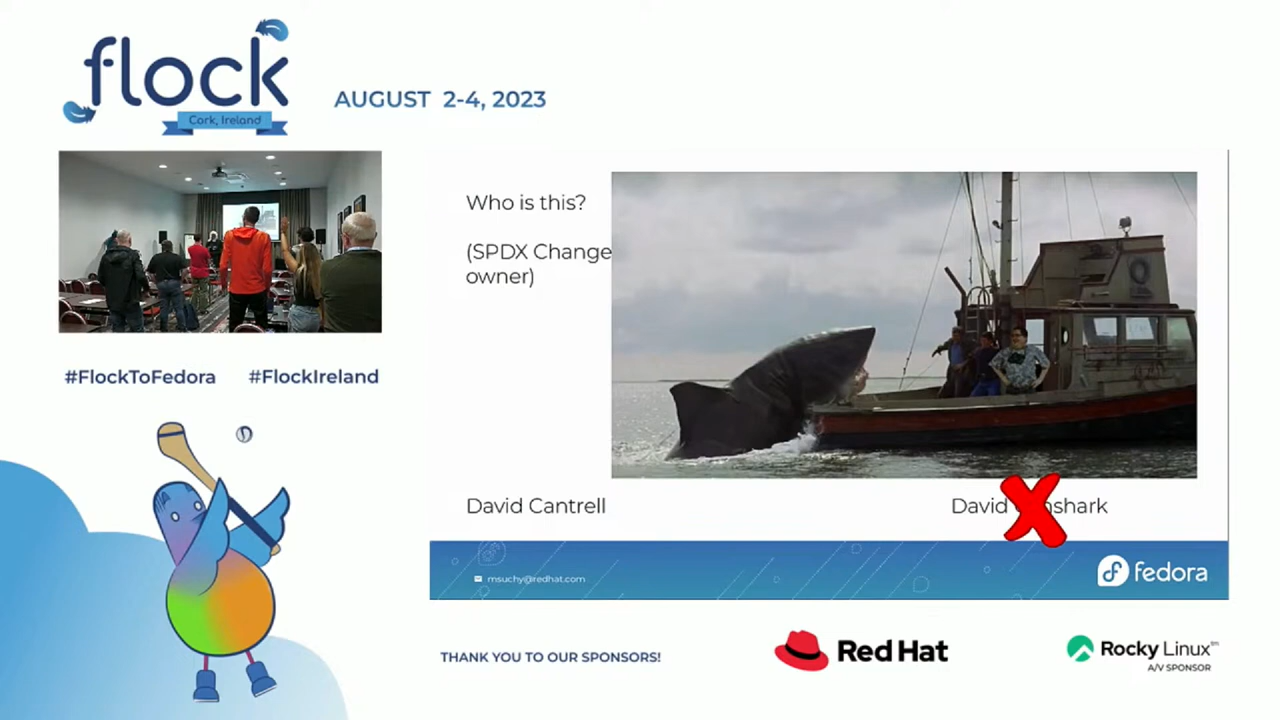 flock
Cork, Ireland
AUGUST 2-4, 2023
#FlockToFedora #FlockIreland
Who is this?
(SPDX Change
owner)
David Cantrell
David
shark
msuchy@redhat.com
fedora
THANK YOU TO OUR SPONSORS!
Red Hat
Rocky Linux™
A/V SPONSOR